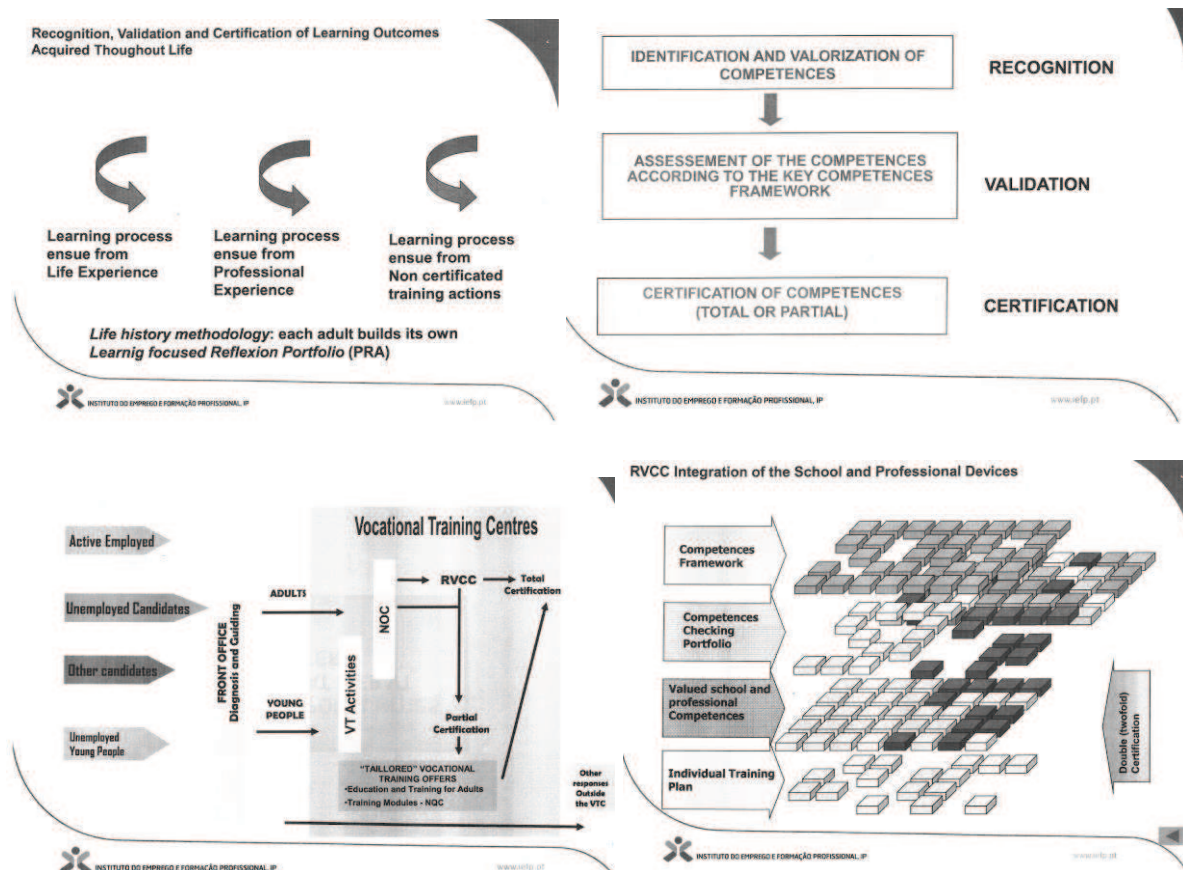 Recognition, Validation and Certification of Learning Outcomes
Acquired Thoughout Life
Learning process
ensue from
Life Experience
Learning process
ensue from
Professional
Experience
Learning process
ensue from
Non certificated
training actions
Life history methodology: each adult builds its own
Learnig focused Reflexion Portfolio (PRA)
INSTITUTO DO EMPREGO E FORMAÇÃO PROFISSIONAL, IP
www.iefp.pt
IDENTIFICATION AND VALORIZATION OF
COMPETENCES
RECOGNITION
ASSESSEMENT OF THE COMPETENCES
ACCORDING TO THE KEY COMPETENCES
FRAMEWORK
VALIDATION
CERTIFICATION OF COMPETENCES
(TOTAL OR PARTIAL)
CERTIFICATION
INSTITUTO DO EMPREGO E FORMAÇÃO PROFISSIONAL, IP
www.iefp.pt
Vocational Training Centres
Active Employed
Unemployed Candidates
Other candidates
Unemployed
Young People
FRONT OFFICE
Diagnosis and Guiding
ADULTS
YOUNG
PEOPLE
VT Activities
NOC
RVCC
Total
Certification
Partial
Certification
"TAILLORED" VOCATIONAL
TRAINING OFFERS
•Education and Training for Adults
•Training Modules - NQC
Other
responses
Outside
the VTC
INSTITUTO DO EMPREGO E FORMAÇÃO PROFISSIONAL, IP
www.iefp.pt
RVCC Integration of the School and Professional Devices
Competences
Framework
Competences
Checking
Portfolio
Valued school and
professional
Competences
Individual Training
Plan
Double (twofold)
Certification
INSTITUTO DO EMPREGO E FORMAÇÃO PROFISSIONAL, IP
www.iefp.pt